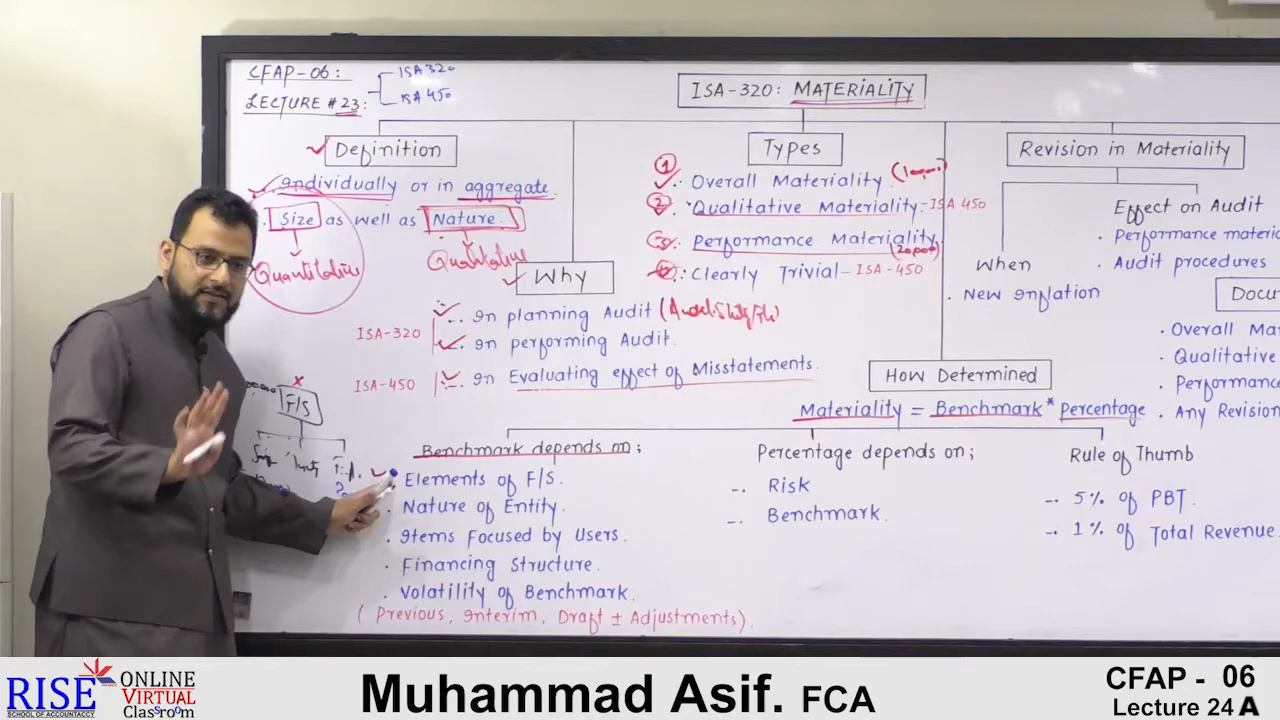 CFAP-06:
LECTURE #23:
ISA 320
ISA 450
ISA-320: MATERIALITY
Definition
Individually or in aggregate
Size as well as Nature.
Quantitative
Qualitative
Why
ISA-320
In planning Audit
In performing Audit.
ISA-450
In Evaluating effect of Misstatements.
Types
1
Overall Materiality
2
Qualitative Materiality-ISA 450
3
Performance Materiality
Clearly Trivial-ISA-450
Revision in Materiality
When
New Inflation
Effect on Audit
Performance materia
Audit procedures
Docu
Overall Ma
Qualitative
Performance
Any Revision
How Determined
Materiality = Benchmark * Percentage
F/S
Benchmark depends on;
Elements of F/S.
Nature of Entity.
Items Focused by Users.
Financing Structure.
Volatility of Benchmark.
(Previous, Interim, Draft ± Adjustments).
Percentage depends on;
Risk
Benchmark.
Rule of Thumb
5% of PBT.
1% of Total Revenue.
RISE
SCHOOL OF ACCOUNTACY
ONLINE
VIRTUAL
Classroom
Muhammad Asif. FCA
CFAP - 06
Lecture 24 A